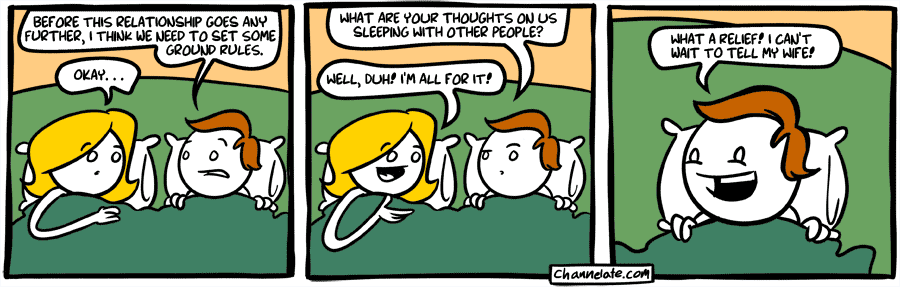 BEFORE THIS RELATIONSHIP GOES ANY
FURTHER, I THINK WE NEED TO SET SOME
GROUND RULES.
OKAY...
WHAT ARE YOUR THOUGHTS ON US
SLEEPING WITH OTHER PEOPLE?
WELL, DUH! I'M ALL FOR IT!
WHAT A RELIEF! I CAN'T
WAIT TO TELL MY WIFE!
Channelate.com